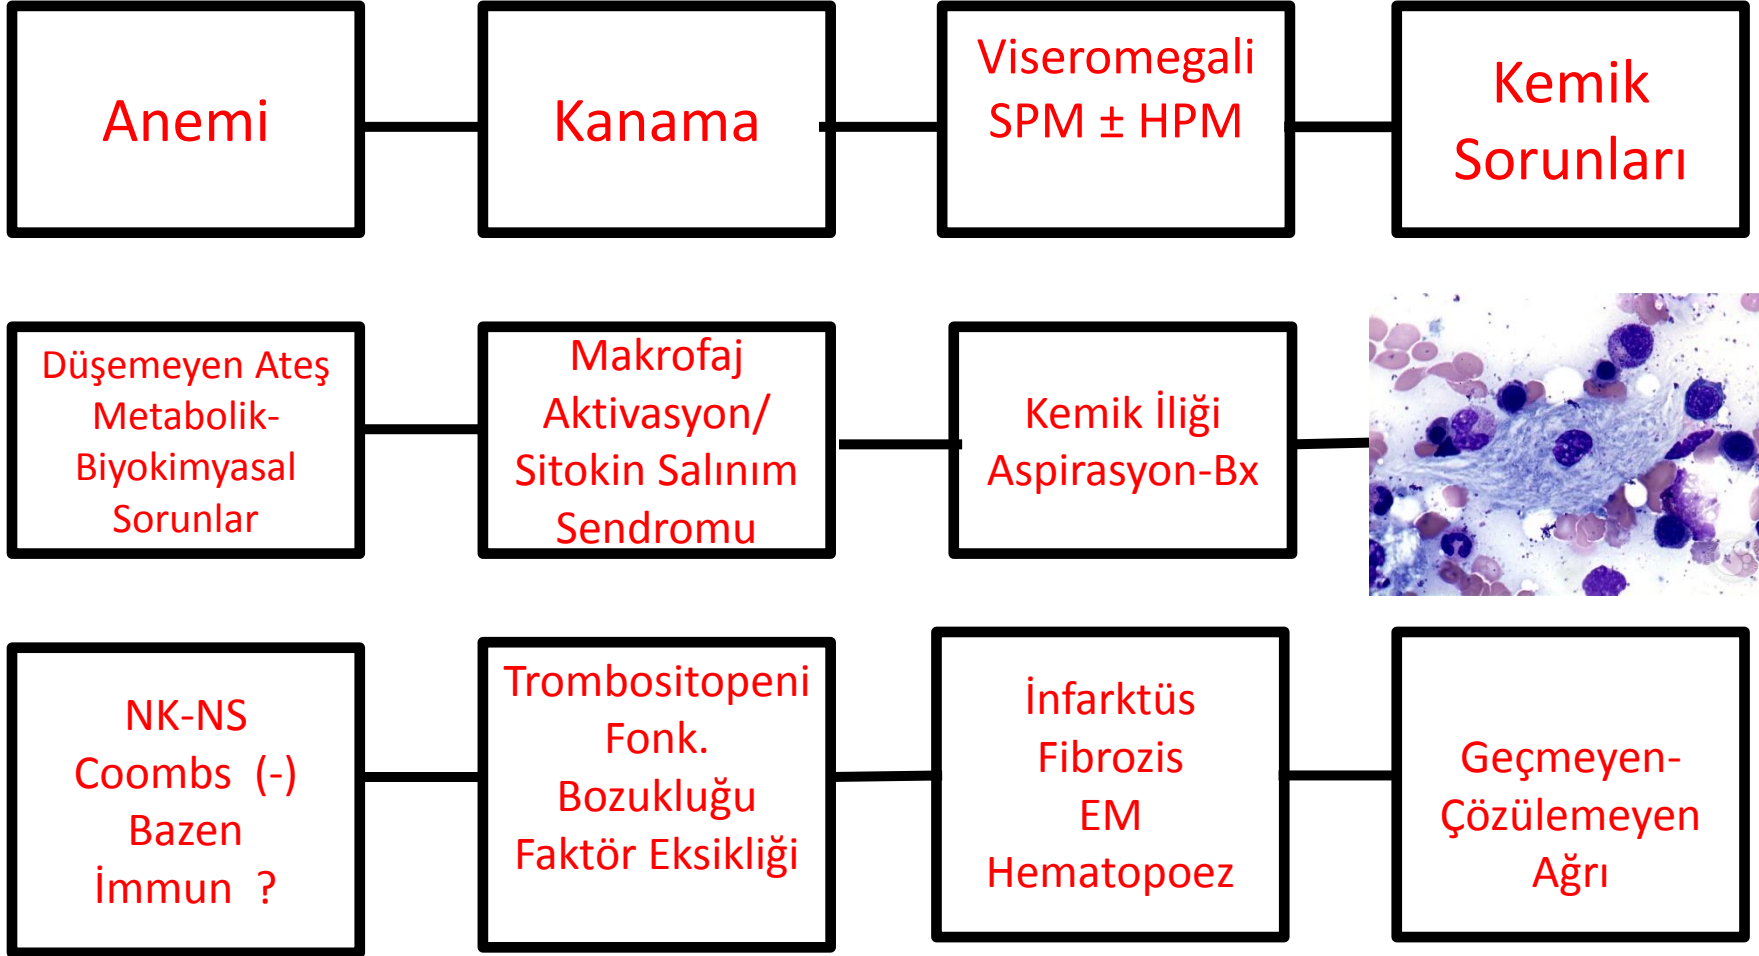 Anemi
Kanama
Viseromegali
SPM ± HPM
Kemik
Sorunları
Düşemeyen Ateş
Metabolik-
Biyokimyasal
Sorunlar
Makrofaj
Aktivasyon/
Sitokin Salınım
Sendromu
Kemik İliği
Aspirasyon-Bx
NK-NS
Coombs (-)
Bazen
İmmun ?
Trombositopeni
Fonk.
Bozukluğu
Faktör Eksikliği
İnfarktüs
Fibrozis
EM
Hematopoez
Geçmeyen-
Çözülemeyen
Ağrı